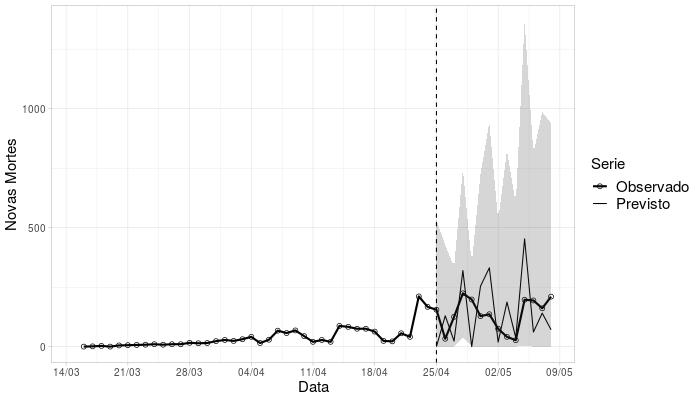 Novas Mortes
1000
500
0
14/03 21/03 28/03 04/04 11/04 18/04 25/04 02/05 09/05
Data
Serie
Observado
Previsto